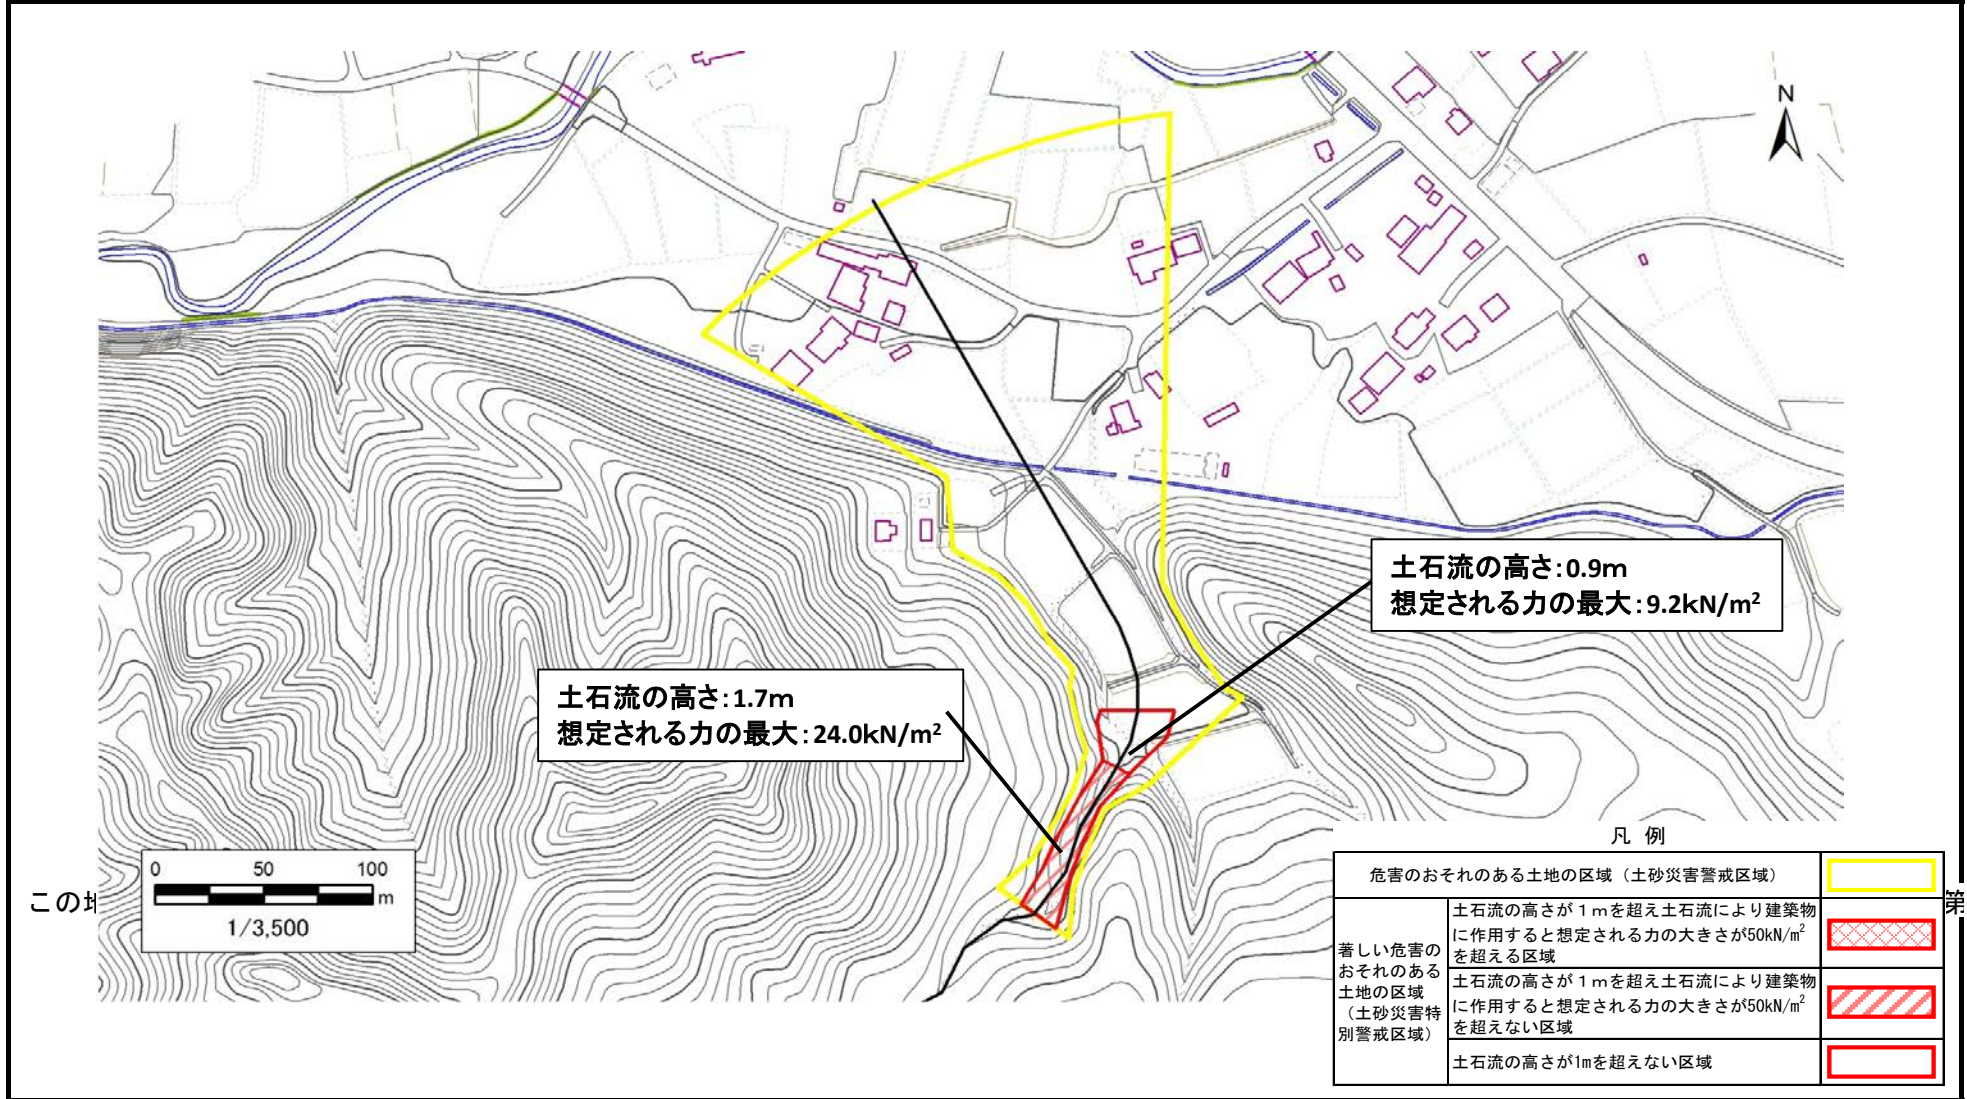 N
土石流の高さ:0.9m
想定される力の最大:9.2kN/m²
土石流の高さ:1.7m
想定される力の最大:24.0kN/m²
0 50 100
m
1/3,500
この地
第
凡 例
危害のおそれのある土地の区域（土砂災害警戒区域）
著しい危害の
おそれのある
土地の区域
（土砂災害特
別警戒区域）
土石流の高さが１ｍを超え土石流により建築物
に作用すると想定される力の大きさが50kN/㎡
を超える区域
土石流の高さが１ｍを超え土石流により建築物
に作用すると想定される力の大きさが50kN/㎡
を超えない区域
土石流の高さが1mを超えない区域